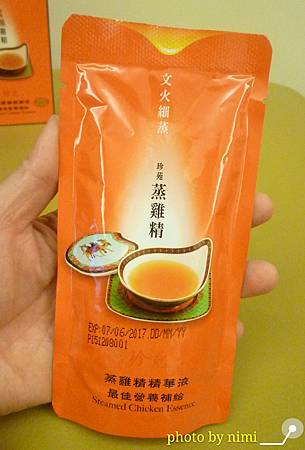 文火細蒸
珍苑
蒸雞精
EXP:07/06/2017.DD/MM/YY
P151208001
蒸雞精精華液
最佳營養補給
Steamed Chicken Essence
photo by nimi